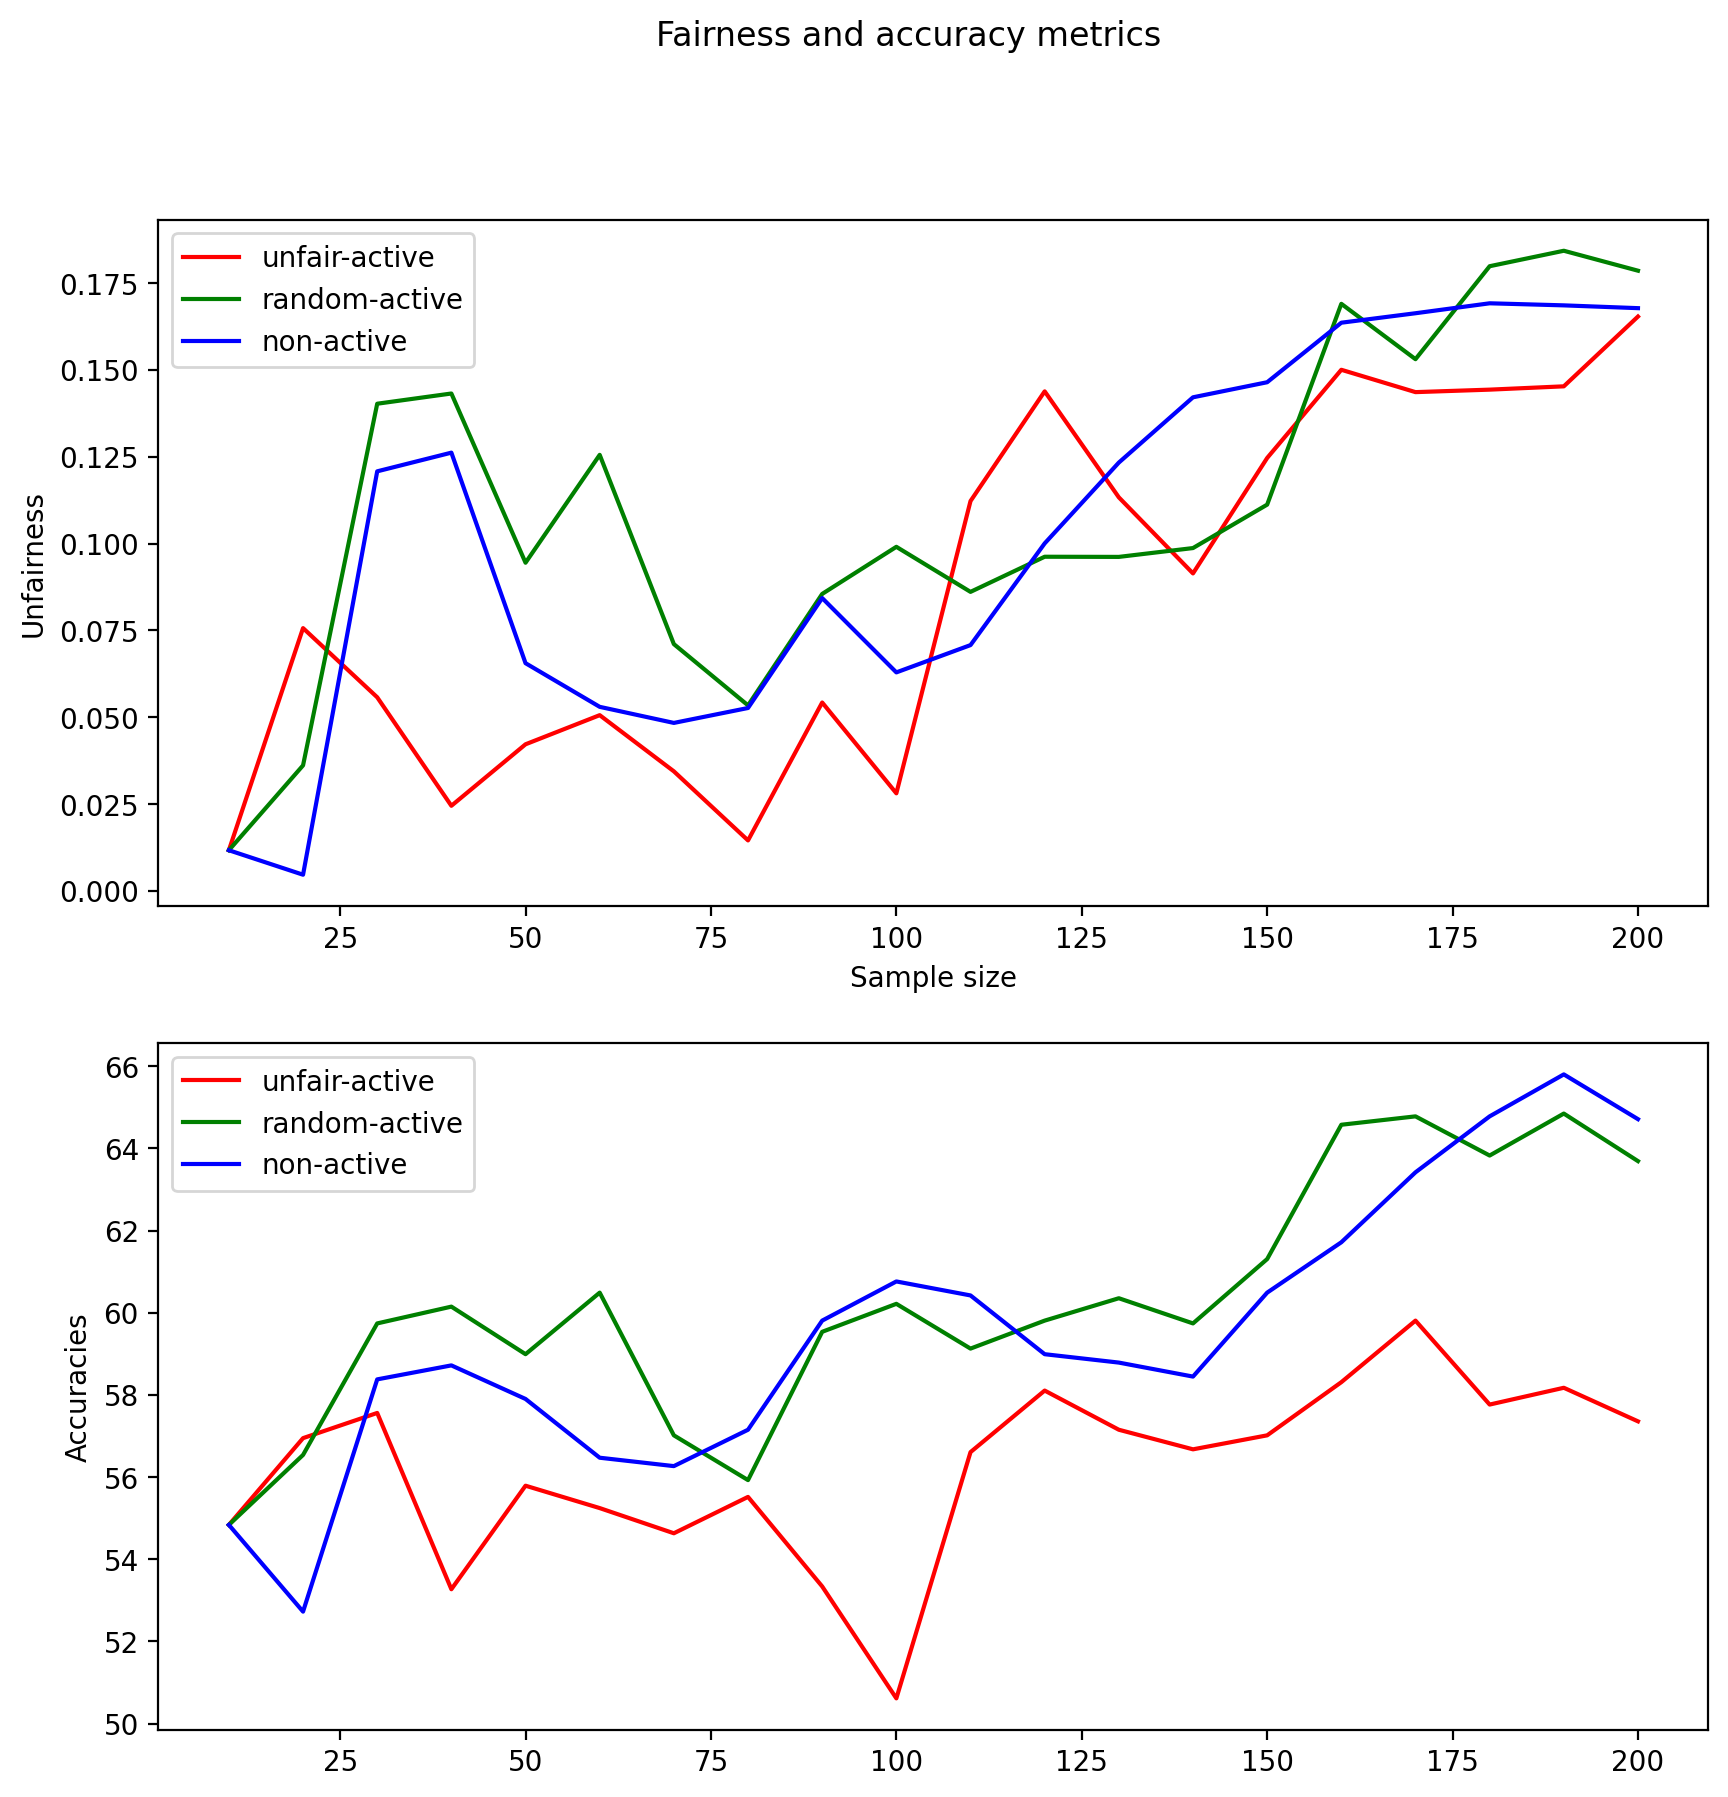 Fairness and accuracy metrics
unfair-active
random-active
non-active
0.175
0.150
0.125
0.100
0.075
0.050
0.025
0.000
Unfairness
25 50 75 100 125 150 175 200
Sample size
unfair-active
random-active
non-active
66
64
62
60
58
56
54
52
50
Accuracies
25 50 75 100 125 150 175 200